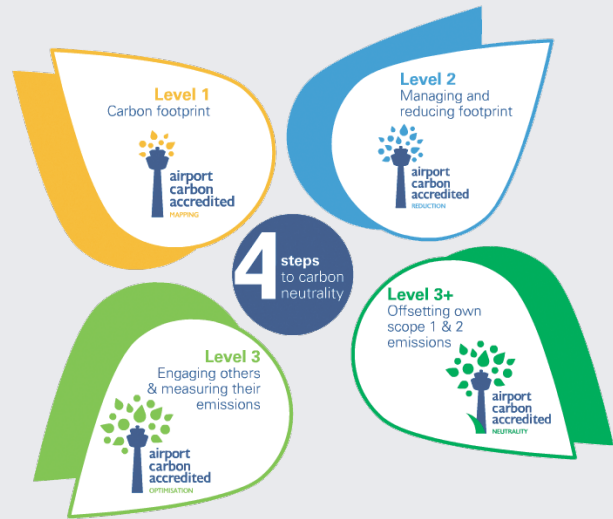 Level 1
Carbon footprint
airport
carbon
accredited
MAPPING
Level 2
Managing and
reducing footprint
airport
carbon
accredited
REDUCTION
4 steps
to carbon
neutrality
Level 3
Engaging others
& measuring their
emissions
airport
carbon
accredited
OPTIMISATION
Level 3+
Offsetting own
scope 1 & 2
emissions
airport
carbon
accredited
NEUTRALITY